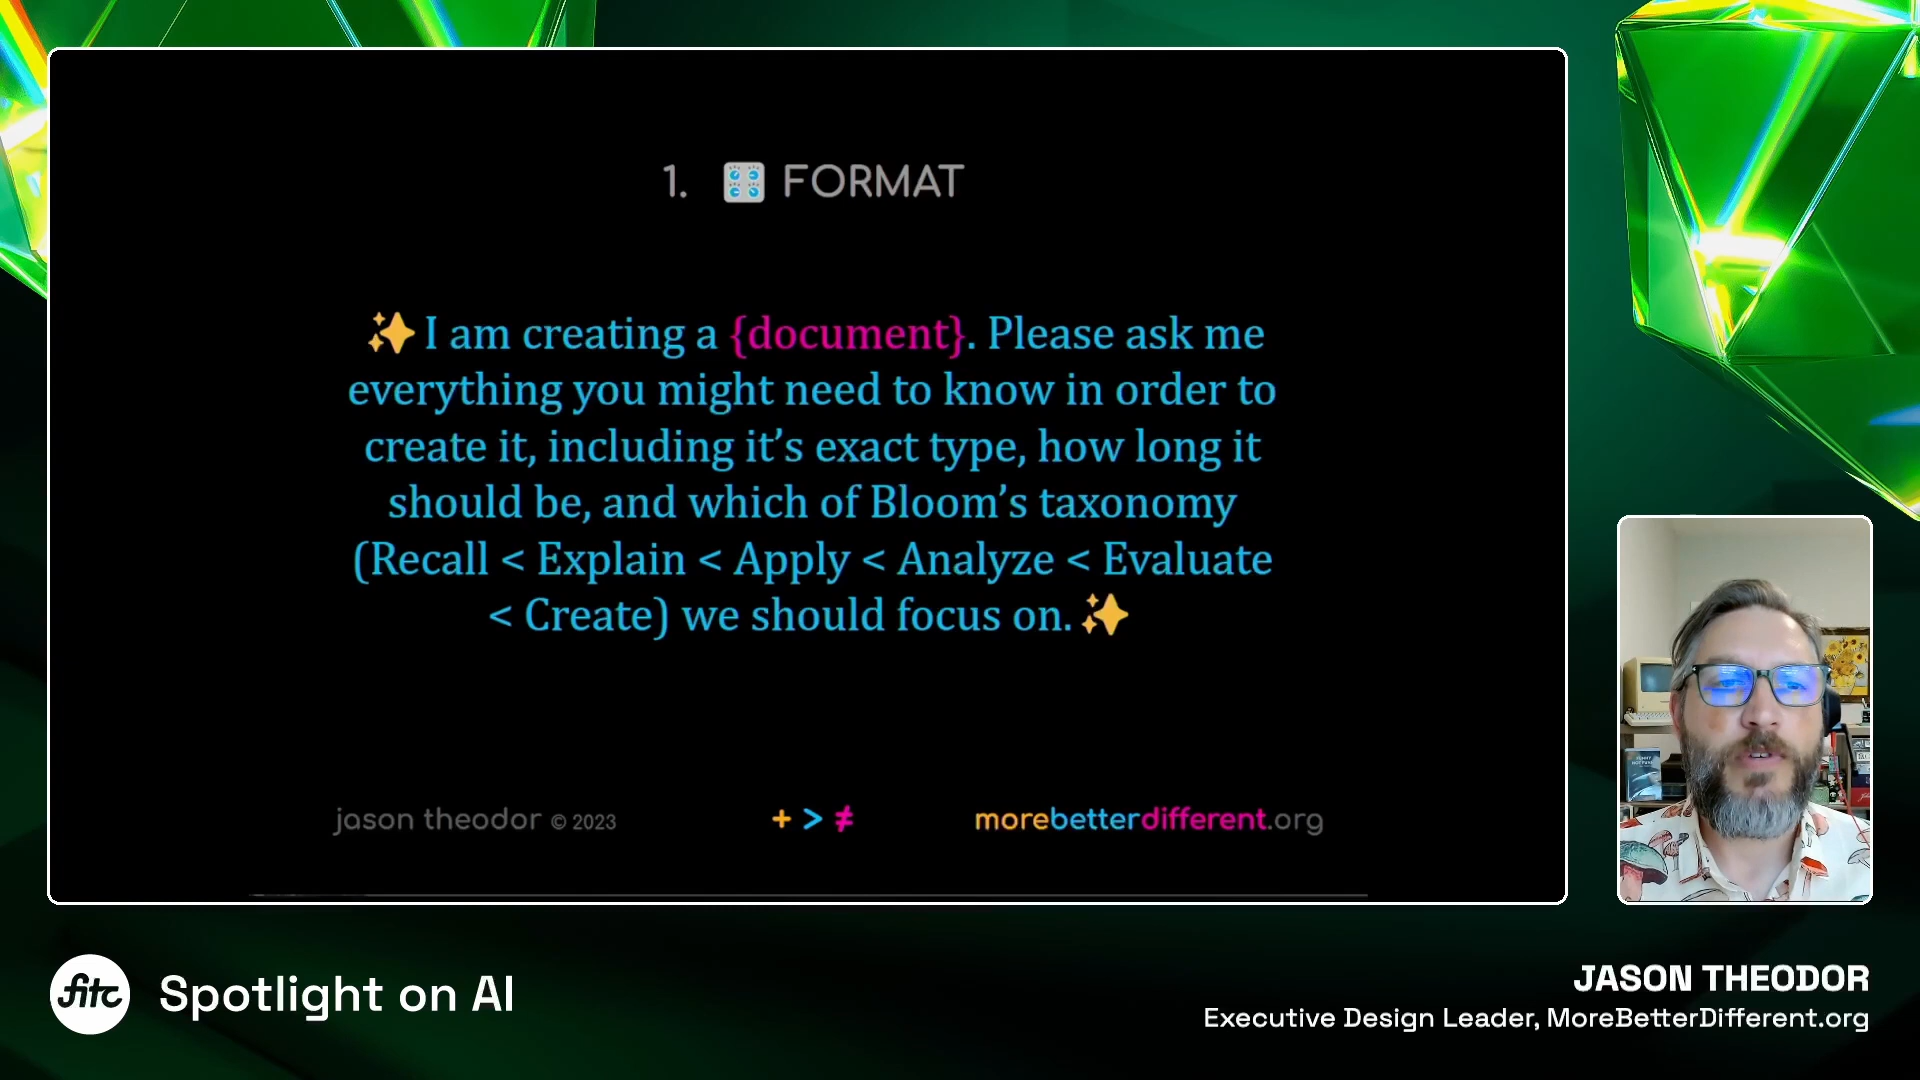 1. FORMAT
✨ I am creating a {document}. Please ask me
everything you might need to know in order to
create it, including it’s exact type, how long it
should be, and which of Bloom’s taxonomy
(Recall < Explain < Apply < Analyze < Evaluate
< Create) we should focus on. ✨
jason theodor © 2023
+ > ≠
morebetterdifferent.org
fitc
Spotlight on AI
JASON THEODOR
Executive Design Leader, MoreBetterDifferent.org